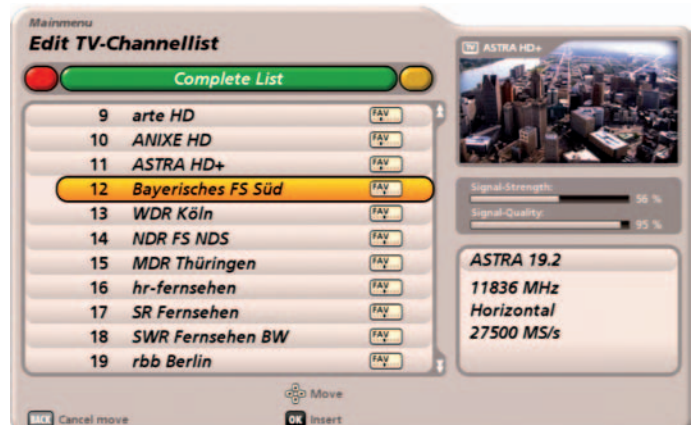 Mainmenu
Edit TV-Channellist
Complete List
9 arte HD FAV
10 ANIXE HD FAV
11 ASTRA HD+ FAV
12 Bayerisches FS Süd FAV
13 WDR Köln FAV
14 NDR FS NDS FAV
15 MDR Thüringen FAV
16 hr-fernsehen FAV
17 SR Fernsehen FAV
18 SWR Fernsehen BW FAV
19 rbb Berlin FAV
TV ASTRA HD+
Signal-Strength:
56 %
Signal-Quality:
95 %
ASTRA 19.2
11836 MHz
Horizontal
27500 MS/s
Move
BACK Cancel move
OK Insert